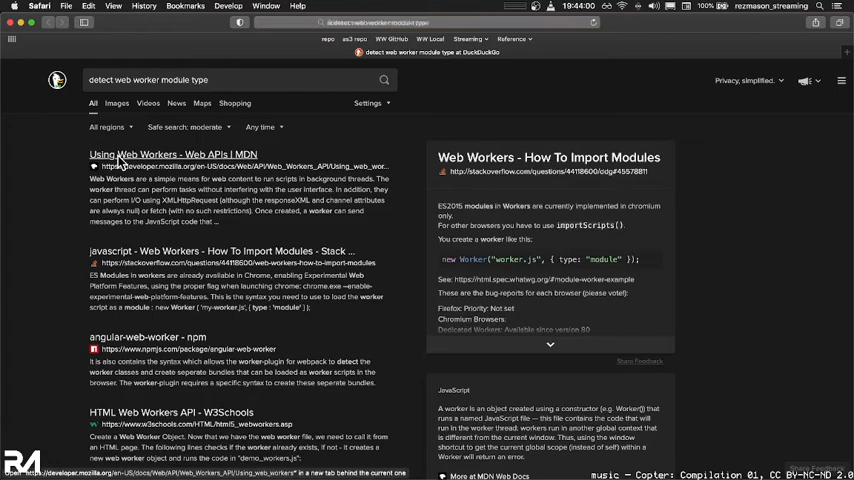 Safari File Edit View History Bookmarks Develop Window Help 19:44:00 100% rezmason_streaming
detect web worker module type
repo as3 repo WW GitHub WW Local Streaming Reference
detect web worker module type at DuckDuckGo
detect web worker module type
Privacy, simplified.
All Images Videos News Maps Shopping Settings
All regions Safe search: moderate Any time
Using Web Workers - Web APIs | MDN
https://developer.mozilla.org/en-US/docs/Web/API/Web_Workers_API/Using_web_wor...
Web Workers are a simple means for web content to run scripts in background threads. The
worker thread can perform tasks without interfering with the user interface. In addition, they
can perform I/O using XMLHttpRequest (although the responseXML and channel attributes
are always null) or fetch (with no such restrictions). Once created, a worker can send
messages to the JavaScript code that ...
javascript - Web Workers - How To Import Modules - Stack ...
https://stackoverflow.com/questions/44118600/web-workers-how-to-import-modules
ES Modules in workers are already available in Chrome, enabling Experimental Web
Platform Features, using the proper flag when launching chrome: chrome.exe --enable-
experimental-web-platform-features. This is the syntax you need to use to load the worker
script as a module : new Worker ( 'my-worker.js', { type : 'module' );
angular-web-worker - npm
https://www.npmjs.com/package/angular-web-worker
It is also contains the syntax which allows the worker-plugin for webpack to detect the
worker classes and create seperate bundles that can be loaded as worker scripts in the
browser. The worker-plugin requires a specific syntax to create these seperate bundles.
HTML Web Workers API - W3Schools
https://www.w3schools.com/HTML/html5_webworkers.asp
Create a Web Worker Object. Now that we have the web worker file, we need to call it from
an HTML page. The following lines checks if the worker already exists, if not - it creates a
new web worker object and runs the code in "demo_workers.js":
Web Workers - How To Import Modules
http://stackoverflow.com/questions/44118600/ddg#45578811
ES2015 modules in Workers are currently implemented in chromium
only.
For other browsers you have to use importScripts().
You create a worker like this:
new Worker("worker.js", { type: "module" });
See: https://html.spec.whatwg.org/#module-worker-example
These are the bug-reports for each browser (please vote!):
Firefox: Priority: Not set
Chromium Browsers:
Dedicated Workers: Available since version 80
Share Feedback
JavaScript
A worker is an object created using a constructor (e.g. Worker()) that
runs a named JavaScript file — this file contains the code that
will run in the worker thread; workers run in another global context
that is different from the current window. Thus, using the window
shortcut to get the current global scope (instead of self) within a
Worker will return an error.
More at MDN Web Docs
Share Feedback
Open "https://developer.mozilla.org/en-US/docs/Web/API/Web_Workers_API/Using_web_workers" in a new tab behind the current one
RM
music - Copter: Compilation 01, CC BY-NC-ND 2.0